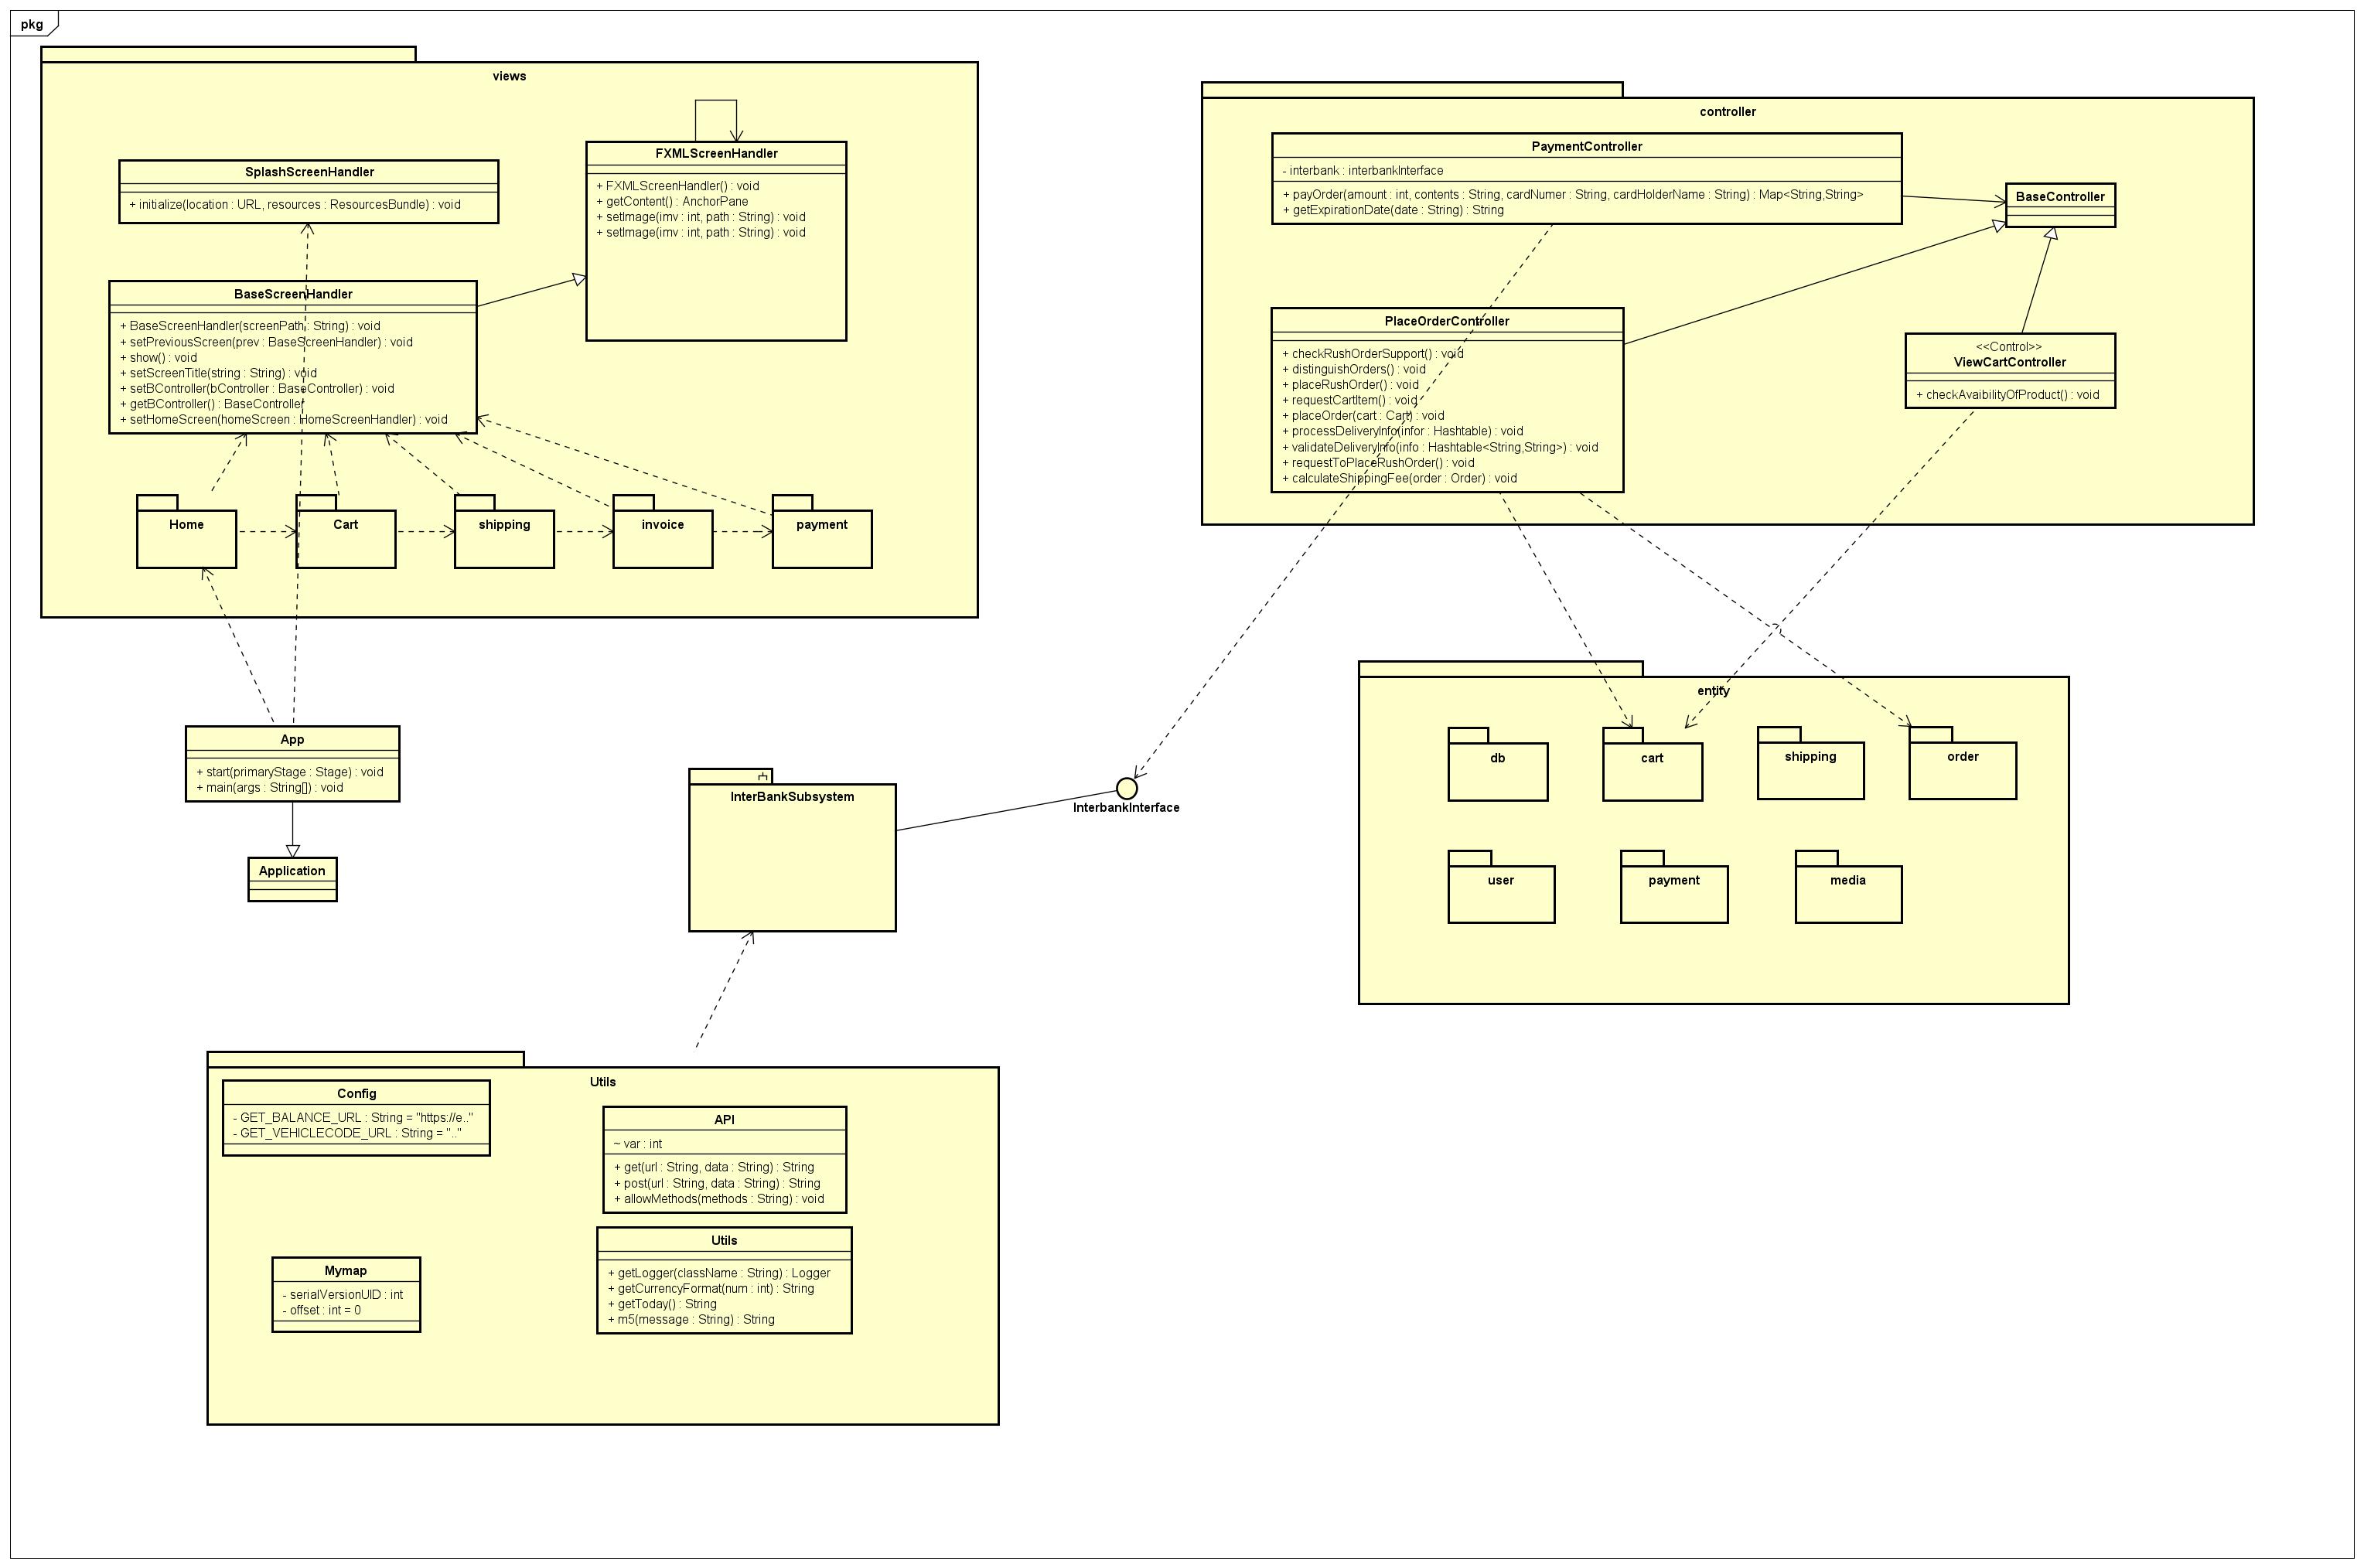 pkg
views
SplashScreenHandler
+ initialize(location : URL, resources : ResourcesBundle) : void
FXMLScreenHandler
+ FXMLScreenHandler() : void
+ getContent() : AnchorPane
+ setImage(imv : int, path : String) : void
+ setImage(imv : int, path : String) : void
BaseScreenHandler
+ BaseScreenHandler(screenPath : String) : void
+ setPreviousScreen(prev : BaseScreenHandler) : void
+ show() : void
+ setScreenTitle(string : String) : void
+ setBController(bController : BaseController) : void
+ getBController() : BaseController
+ setHomeScreen(homeScreen : HomeScreenHandler) : void
Home
Cart
shipping
invoice
payment
controller
PaymentController
- interbank : interbankInterface
+ payOrder(amount : int, contents : String, cardNumer : String, cardHolderName : String) : Map<String,String>
+ getExpirationDate(date : String) : String
BaseController
PlaceOrderController
+ checkRushOrderSupport() : void
+ distinguishOrders() : void
+ placeRushOrder() : void
+ requestCartItem() : void
+ placeOrder(cart : Cart) : void
+ processDeliveryInfo(infor : Hashtable) : void
+ validateDeliveryInfo(info : Hashtable<String,String>) : void
+ requestToPlaceRushOrder() : void
+ calculateShippingFee(order : Order) : void
<<Control>>
ViewCartController
+ checkAvaibilityOfProduct() : void
App
+ start(primaryStage : Stage) : void
+ main(args : String[]) : void
Application
InterBankSubsystem
InterbankInterface
entity
db
cart
shipping
order
user
payment
media
Utils
Config
- GET_BALANCE_URL : String = "https://e.."
- GET_VEHICLECODE_URL : String = ".."
API
~ var : int
+ get(url : String, data : String) : String
+ post(url : String, data : String) : String
+ allowMethods(methods : String) : void
Utils
+ getLogger(className : String) : Logger
+ getCurrencyFormat(num : int) : String
+ getToday() : String
+ m5(message : String) : String
Mymap
- serialVersionUID : int
- offset : int = 0